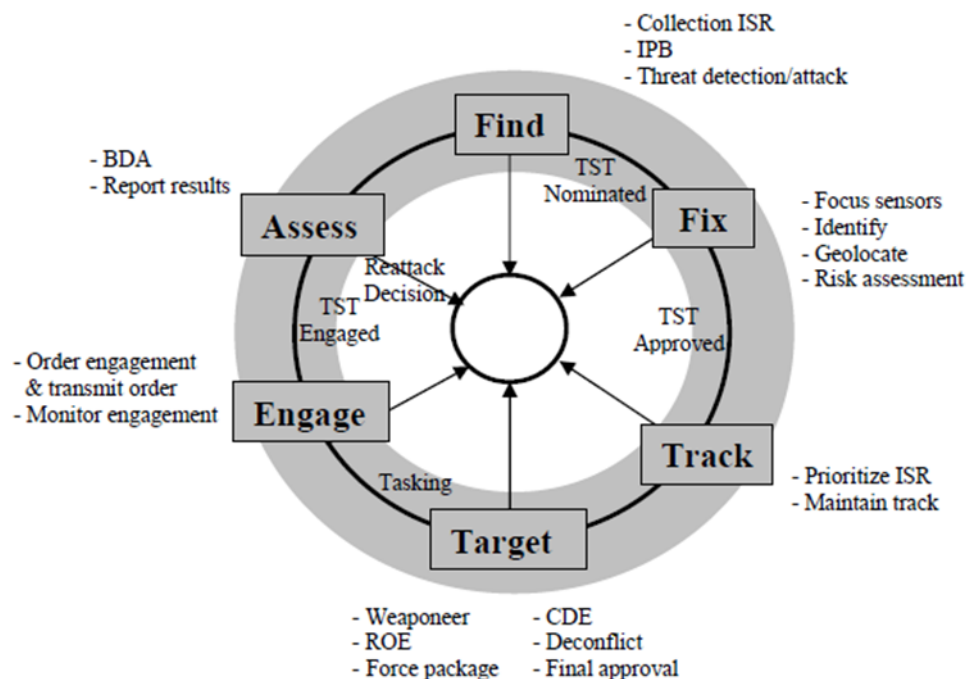 - Collection ISR
- IPB
- Threat detection/attack
Find
TST
Nominated
- BDA
- Report results
Assess
Fix
- Focus sensors
- Identify
- Geolocate
- Risk assessment
Reattack
Decision
TST
Engaged
TST
Approved
- Order engagement
& transmit order
- Monitor engagement
Engage
Track
- Prioritize ISR
- Maintain track
Tasking
Target
- Weaponeer
- ROE
- Force package
- CDE
- Deconflict
- Final approval